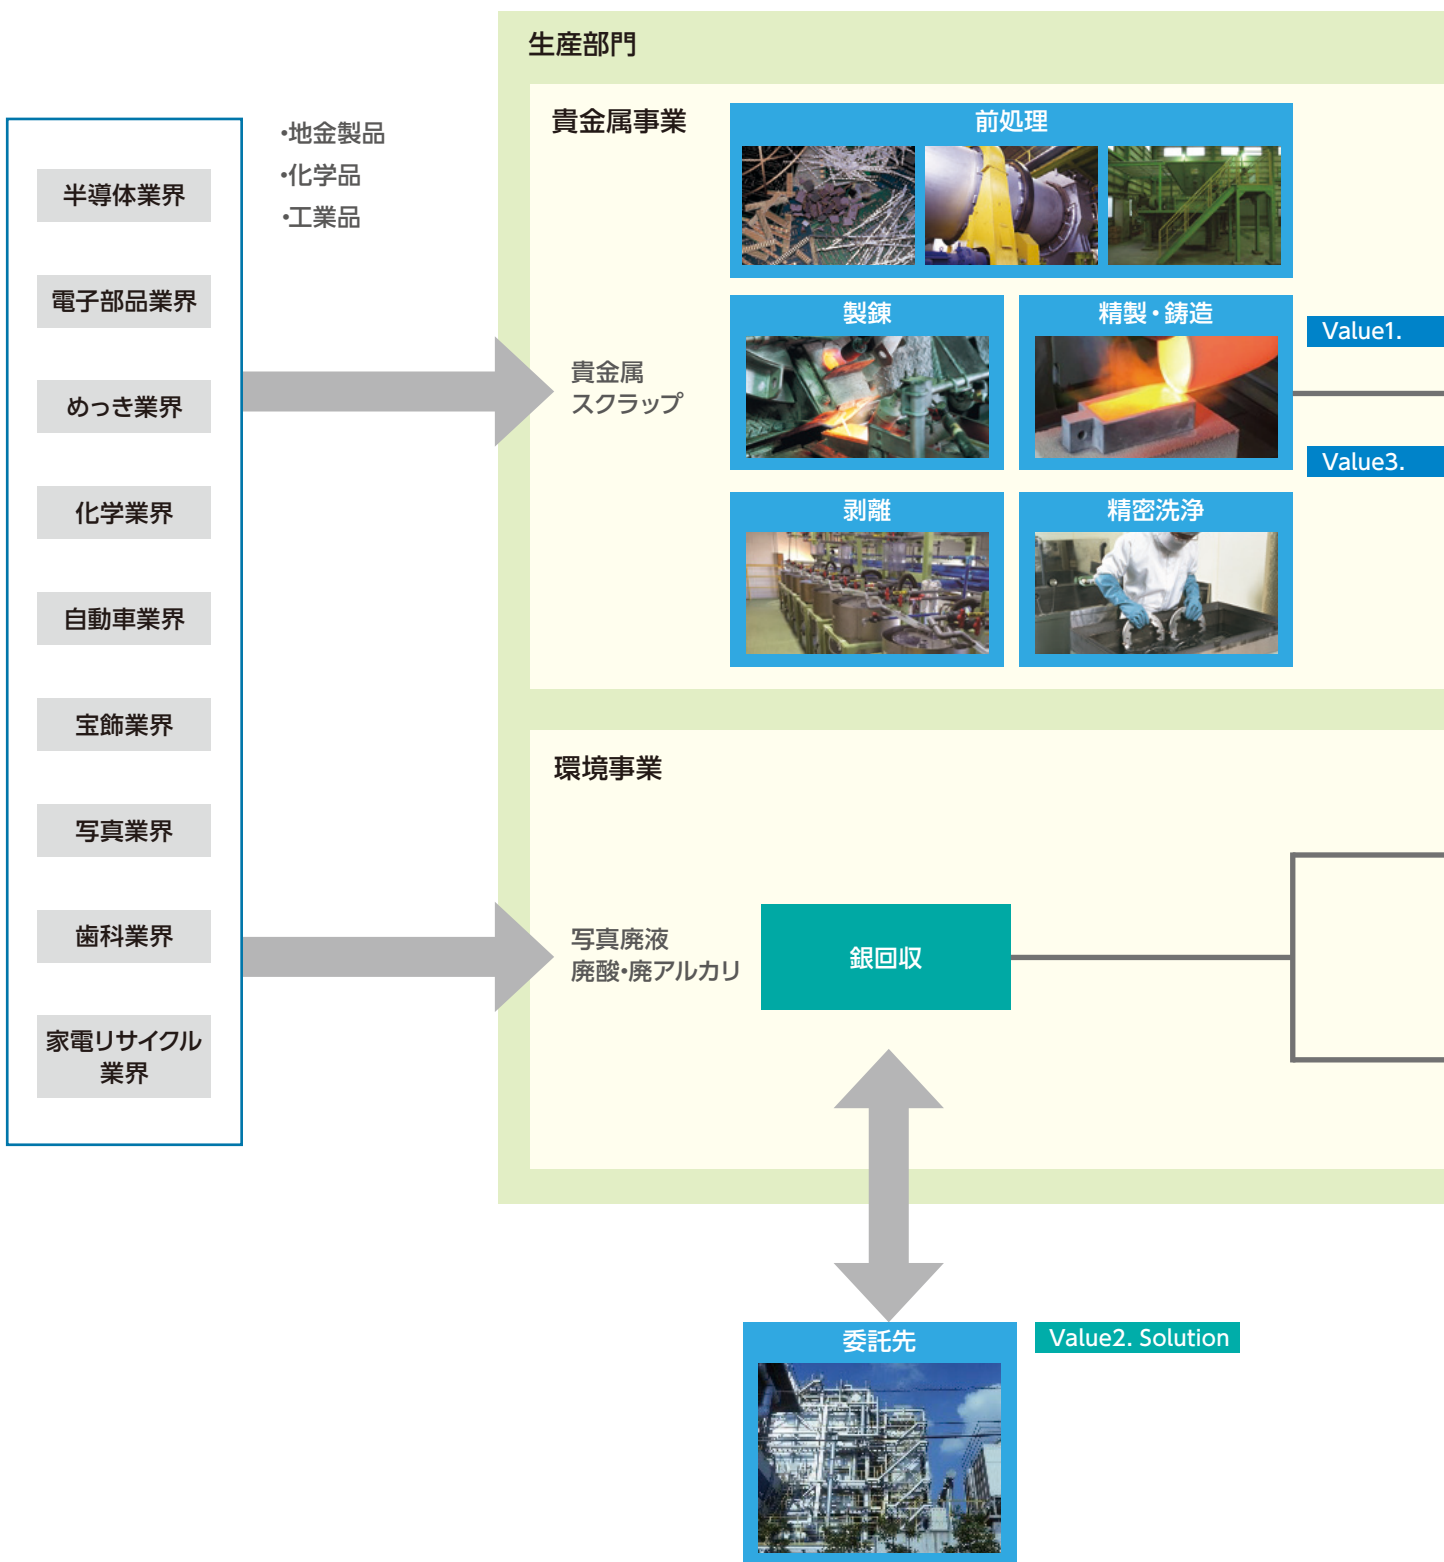 生産部門
貴金属事業
前処理
・地金製品
・化学品
・工業品
半導体業界
電子部品業界
めっき業界
化学業界
自動車業界
宝飾業界
写真業界
歯科業界
家電リサイクル
業界
貴金属
スクラップ
製錬
精製・鋳造
Value1.
Value3.
剥離
精密洗浄
環境事業
写真廃液
廃酸・廃アルカリ
銀回収
委託先
Value2. Solution